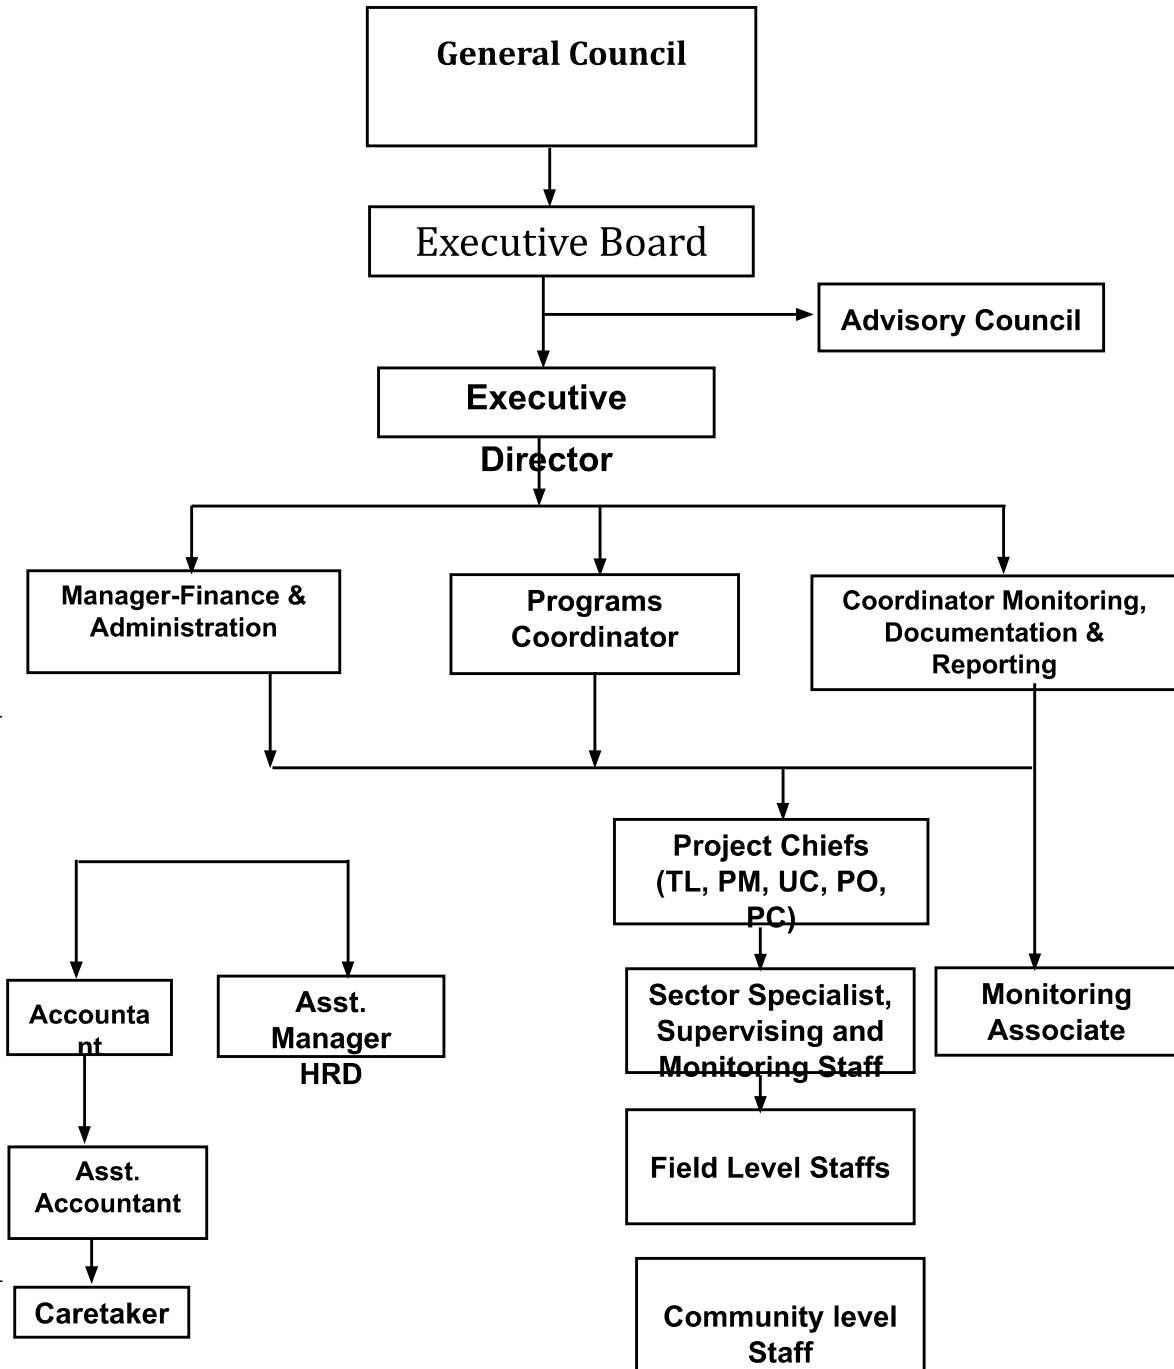 General Council
Executive Board
Advisory Council
Executive
Director
Manager-Finance &
Administration
Programs
Coordinator
Coordinator Monitoring,
Documentation &
Reporting
Project Chiefs
(TL, PM, UC, PO,
PC)
Accounta
nt
Asst.
Manager
HRD
Sector Specialist,
Supervising and
Monitoring Staff
Monitoring
Associate
Asst.
Accountant
Field Level Staffs
Caretaker
Community level
Staff